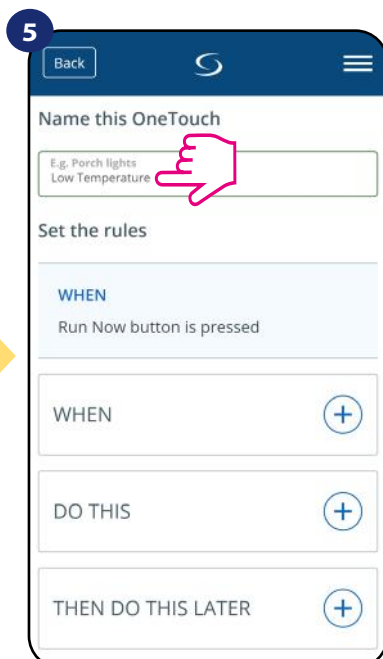 5
Back
Name this OneTouch
E.g. Porch lights
Low Temperature
Set the rules
WHEN
Run Now button is pressed
WHEN
DO THIS
THEN DO THIS LATER